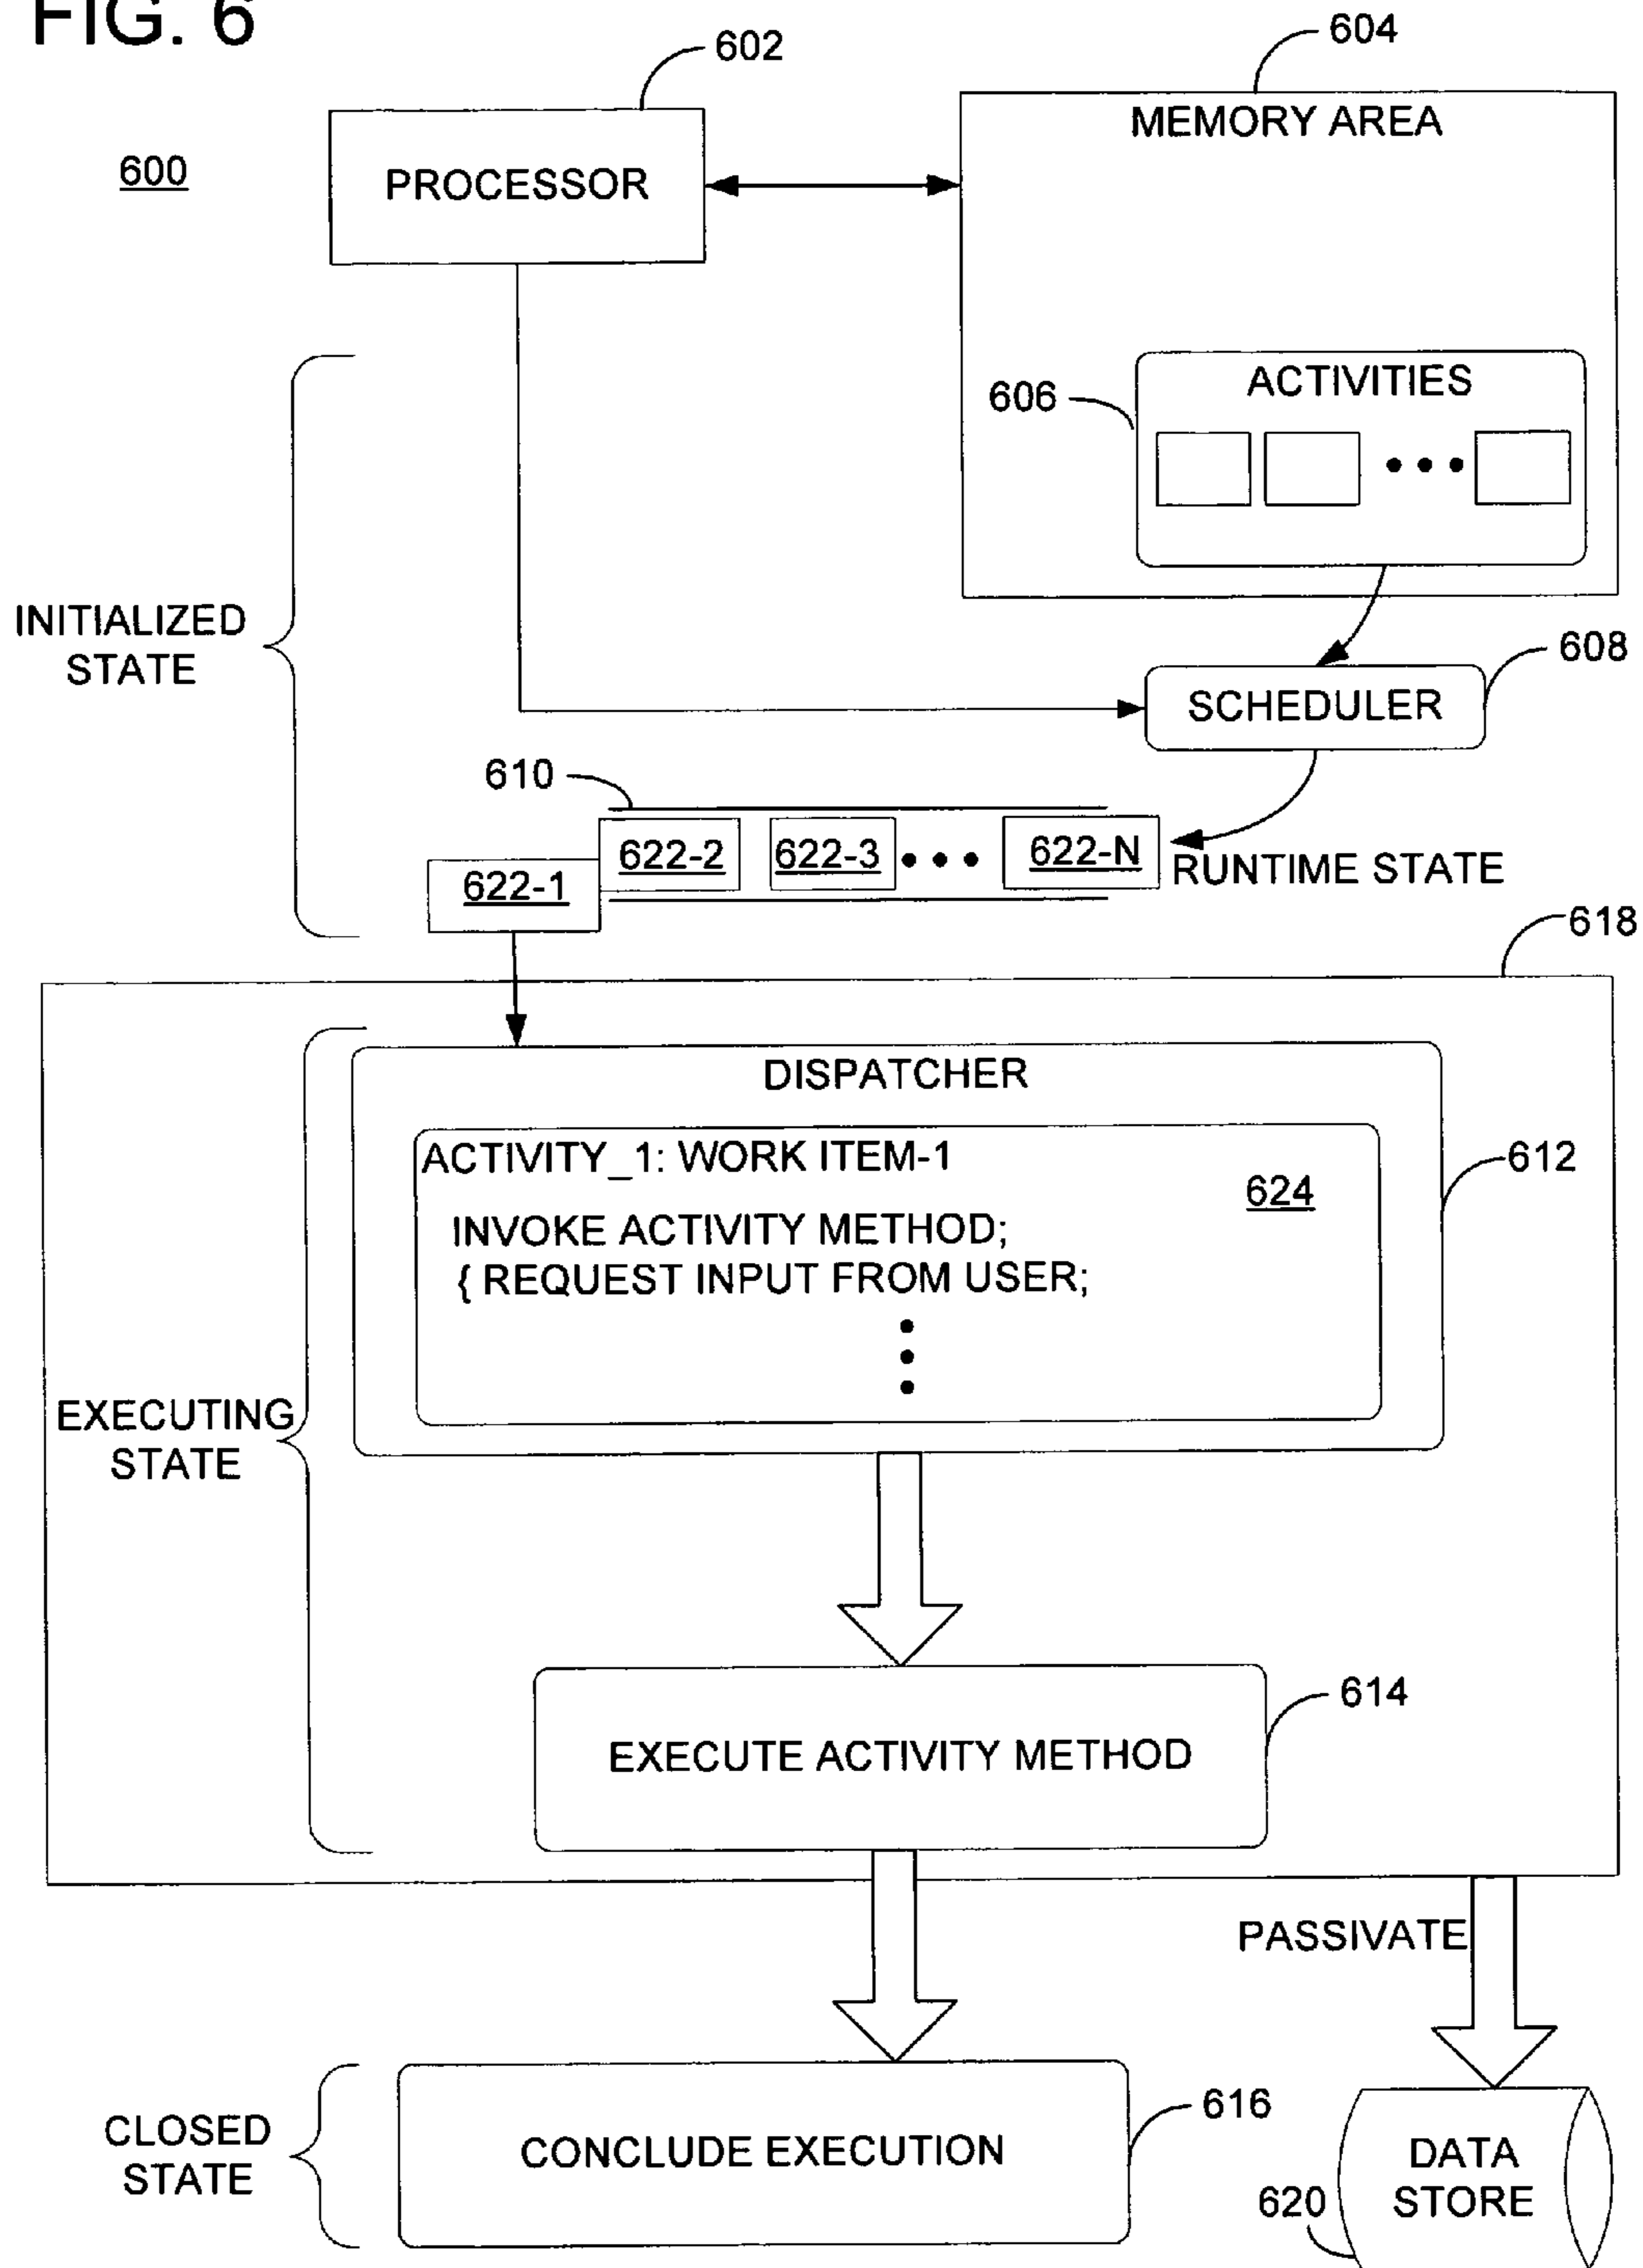 FIG. 6
602
604
600
PROCESSOR
MEMORY AREA
606
ACTIVITIES
INITIALIZED
STATE
608
SCHEDULER
610
622-1
622-2
622-3
622-N
RUNTIME STATE
618
DISPATCHER
ACTIVITY_1: WORK ITEM-1
624
612
INVOKE ACTIVITY METHOD;
{ REQUEST INPUT FROM USER;
EXECUTING
STATE
614
EXECUTE ACTIVITY METHOD
PASSIVATE
CLOSED
STATE
616
CONCLUDE EXECUTION
620
DATA
STORE